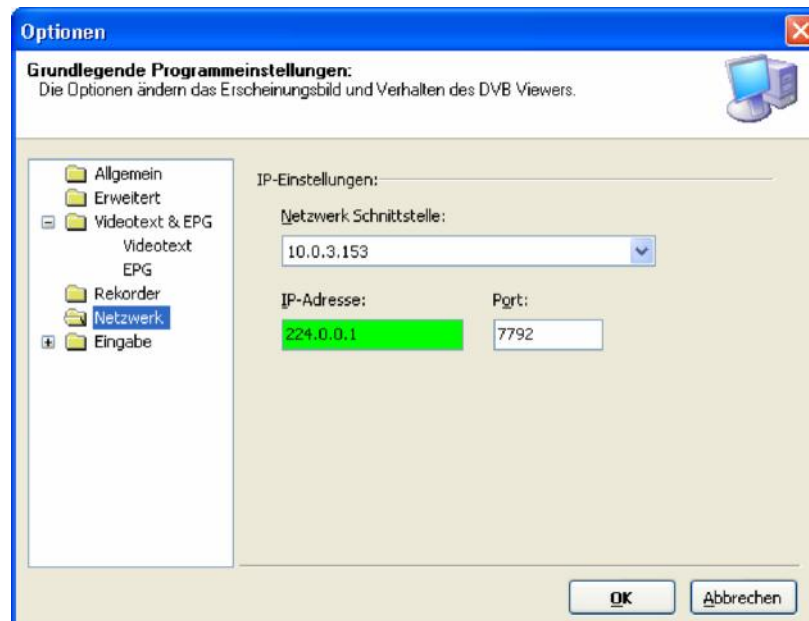 Optionen
Grundlegende Programmeinstellungen:
Die Optionen ändern das Erscheinungsbild und Verhalten des DVB Viewers.
Allgemein
Erweitert
Videotext & EPG
Videotext
EPG
Rekorder
Netzwerk
Eingabe
IP-Einstellungen:
Netzwerk Schnittstelle:
10.0.3.153
IP-Adresse: Port:
224.0.0.1 7792
OK Abbrechen